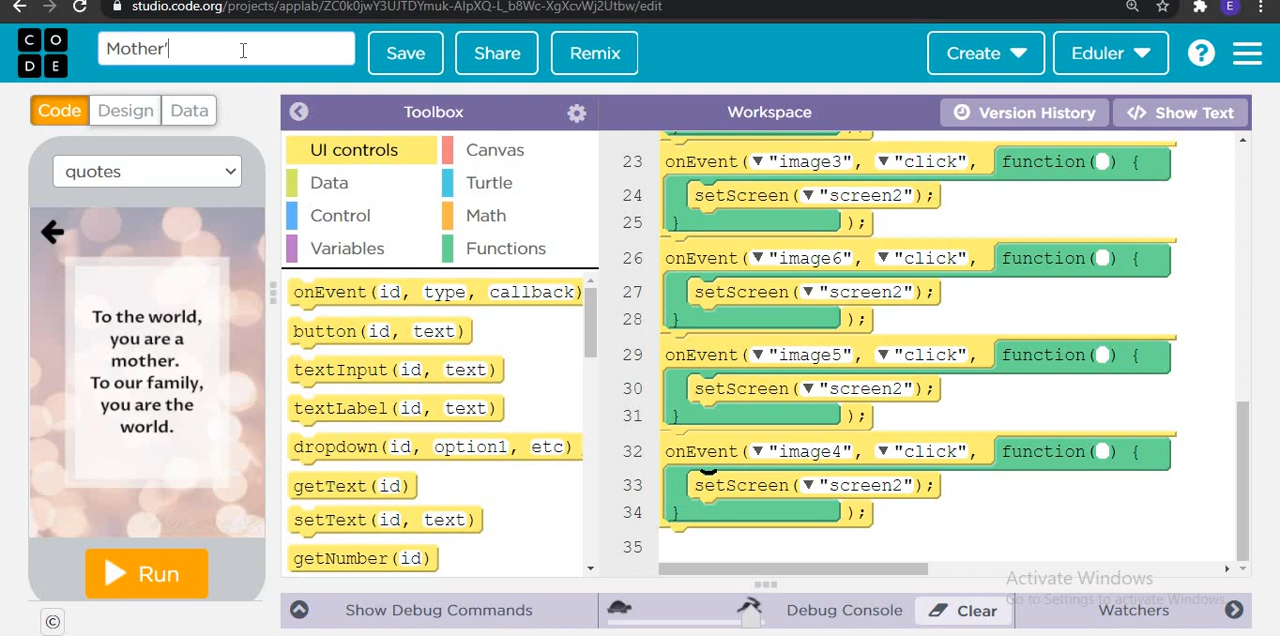 studio.code.org/projects/applab/ZC0k0jwY3UJTDYmuk-AIpXQ-L_b8Wc-XgXcvWj2Utbw/edit
E
C O
D E
Mother'
Save
Share
Remix
Create
Eduler
?
Code
Design
Data
Toolbox
Workspace
Version History
Show Text
quotes
To the world,
you are a
mother.
To our family,
you are the
world.
Run
©
UI controls
Canvas
Data
Turtle
Control
Math
Variables
Functions
onEvent(id, type, callback)
button(id, text)
textInput(id, text)
textLabel(id, text)
dropdown(id, option1, etc)
getText(id)
setText(id, text)
getNumber(id)
23 onEvent( "image3", "click", function( ) {
24 setScreen( "screen2");
25 } );
26 onEvent( "image6", "click", function( ) {
27 setScreen( "screen2");
28 } );
29 onEvent( "image5", "click", function( ) {
30 setScreen( "screen2");
31 } );
32 onEvent( "image4", "click", function( ) {
33 setScreen( "screen2");
34 } );
35
Activate Windows
Go to Settings to activate Windows.
Show Debug Commands
Debug Console
Clear
Watchers